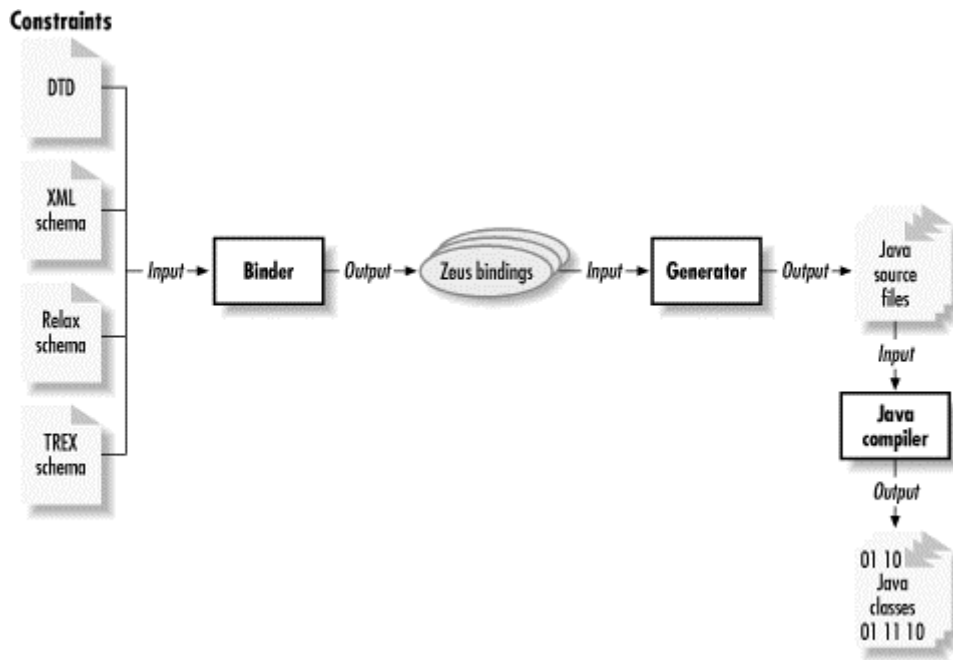 Constraints
DTD
XML
schema
Relax
schema
TREX
schema
Input
Binder
Output
Zeus bindings
Input
Generator
Output
Java
source
files
Input
Java
compiler
Output
01 10
Java
classes
01 11 10